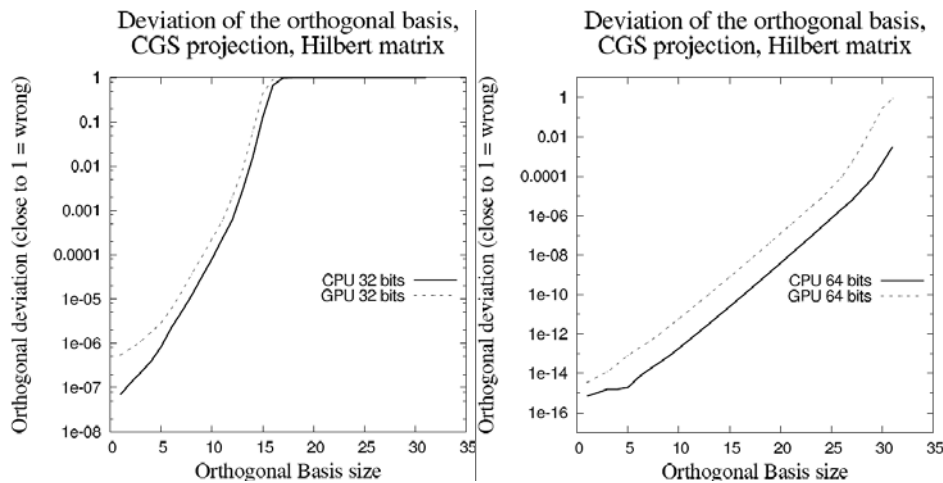 Deviation of the orthogonal basis,
CGS projection, Hilbert matrix
Orthogonal deviation (close to 1 = wrong)
1
0.1
0.01
0.001
0.0001
1e-05
1e-06
1e-07
1e-08
CPU 32 bits
GPU 32 bits
0 5 10 15 20 25 30 35
Orthogonal Basis size
Deviation of the orthogonal basis,
CGS projection, Hilbert matrix
Orthogonal deviation (close to 1 = wrong)
1
0.01
0.0001
1e-06
1e-08
1e-10
1e-12
1e-14
1e-16
CPU 64 bits
GPU 64 bits
0 5 10 15 20 25 30 35
Orthogonal Basis size